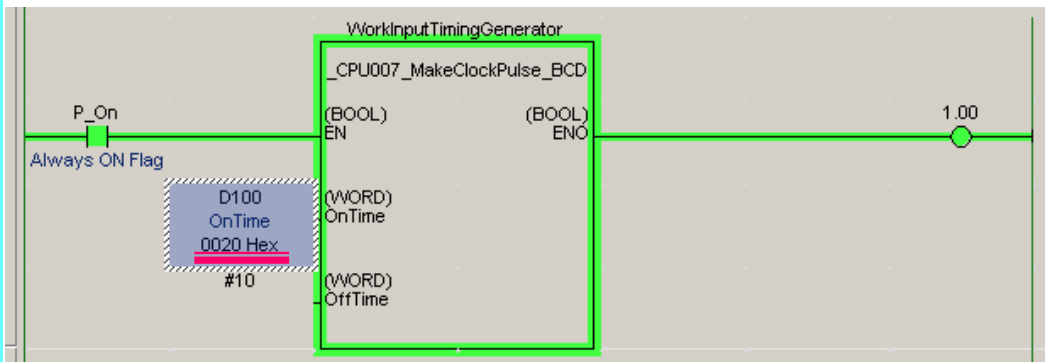 WorkInputTimingGenerator
_CPU007_MakeClockPulse_BCD
P_On
(BOOL)
EN
(BOOL)
ENO
1.00
Always ON Flag
D100
OnTime
0020 Hex
(WORD)
OnTime
#10
(WORD)
OffTime